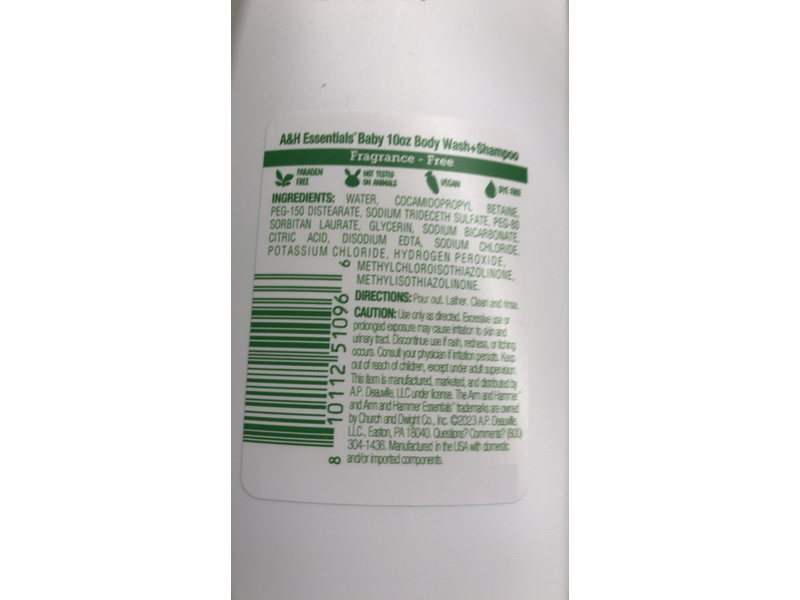 A&H Essentials® Baby 10oz Body Wash+Shampoo
Fragrance - Free
PARABEN FREE
NOT TESTED ON ANIMALS
VEGAN
DYE FREE
INGREDIENTS: WATER, COCAMIDOPROPYL BETAINE,
PEG-150 DISTEARATE, SODIUM TRIDECETH SULFATE, PEG-80
SORBITAN LAURATE, GLYCERIN, SODIUM BICARBONATE,
CITRIC ACID, DISODIUM EDTA, SODIUM CHLORIDE,
POTASSIUM CHLORIDE, HYDROGEN PEROXIDE,
METHYLCHLOROISOTHIAZOLINONE,
METHYLISOTHIAZOLINONE.
DIRECTIONS: Pour out. Lather. Clean and rinse.
CAUTION: Use only as directed. Excessive use or
prolonged exposure may cause irritation to skin and
urinary tract. Discontinue use if rash, redness, or itching
occurs. Consult your physician if irritation persists. Keep
out of reach of children, except under adult supervision.
This item is manufactured, marketed, and distributed by
A.P. Deauville, LLC under license. The Arm and Hammer™
and Arm and Hammer Essentials™ trademarks are owned
by Church and Dwight Co., Inc. ©2023 A.P. Deauville,
LLC., Easton, PA 18040. Questions? Comments? (800)
304-1436. Manufactured in the USA with domestic
and/or imported components.
8 10112 51096 6